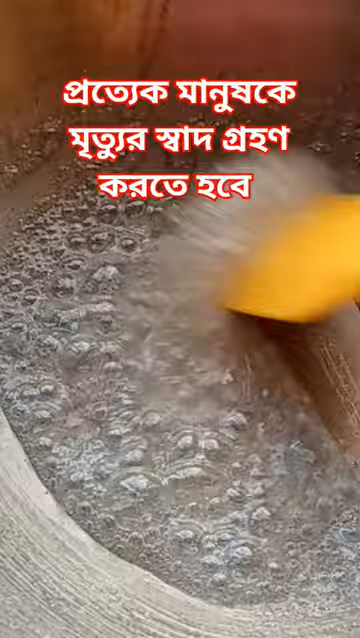 প্রত্যেক মানুষকে
মৃত্যুর স্বাদ গ্রহণ
করতে হবে